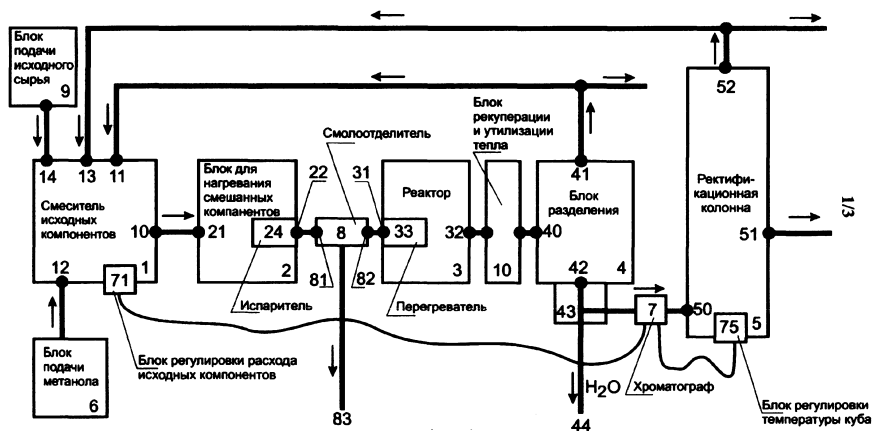 Блок
подачи
исходного
сырья
9
14
13
11
Смеситель
исходных
компонентов
10
12
1
71
Блок
подачи
метанола
6
Блок регулировки расхода
исходных компонентов
Блок для
нагревания
смешанных
компанентов
21
24
2
22
Испаритель
Смолоотделитель
8
81
82
83
31
Реактор
33
32
3
Перегреватель
Блок
рекуперации
и утилизации
тепла
10
41
Блок
разделения
40
42
4
43
H₂O
44
7
Хроматограф
52
Ректифи-
кационная
колонна
51
50
75
5
Блок регулировки
температуры куба
1/3